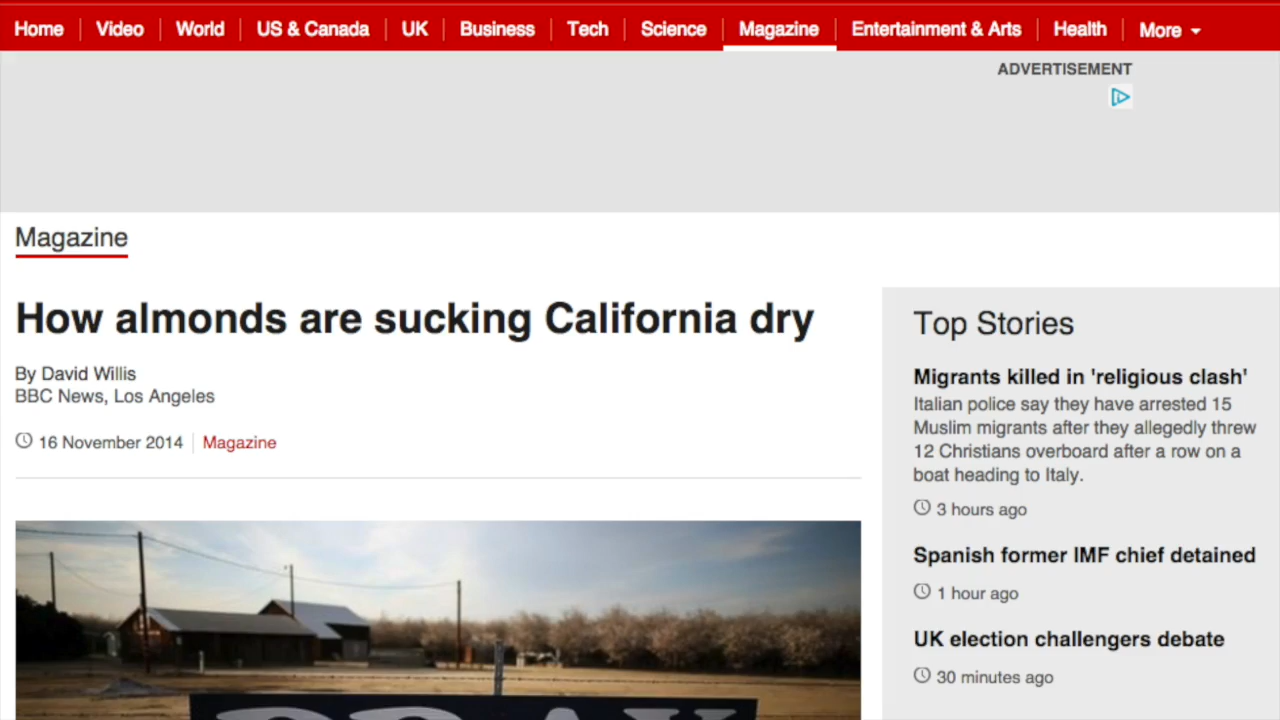 Home Video World US & Canada UK Business Tech Science Magazine Entertainment & Arts Health More
ADVERTISEMENT
Magazine
How almonds are sucking California dry
By David Willis
BBC News, Los Angeles
16 November 2014 Magazine
Top Stories
Migrants killed in 'religious clash'
Italian police say they have arrested 15
Muslim migrants after they allegedly threw
12 Christians overboard after a row on a
boat heading to Italy.
3 hours ago
Spanish former IMF chief detained
1 hour ago
UK election challengers debate
30 minutes ago